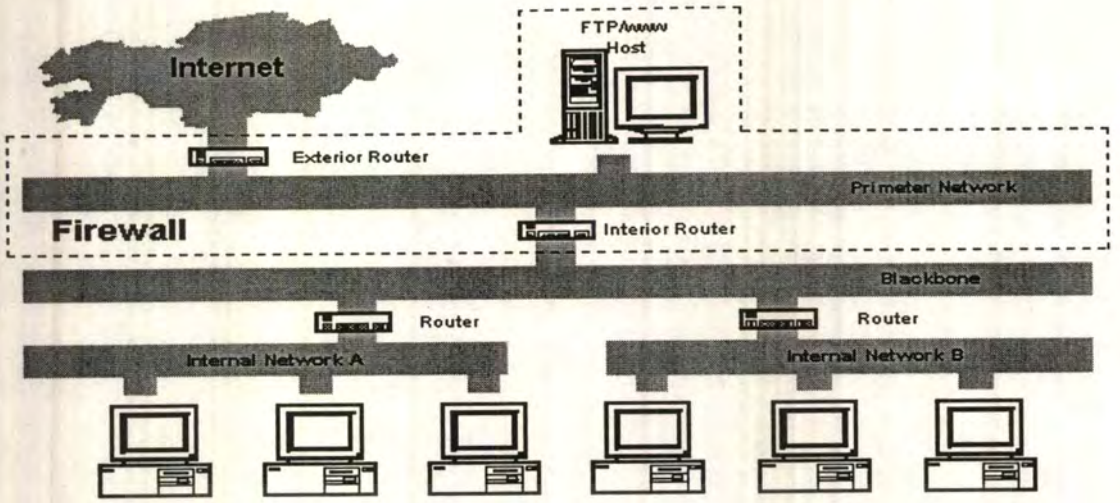 FTP/www
Host
Internet
Exterior Router
Primeter Network
Firewall
Interior Router
Blackbone
Router
Router
Internal Network A
Internal Network B